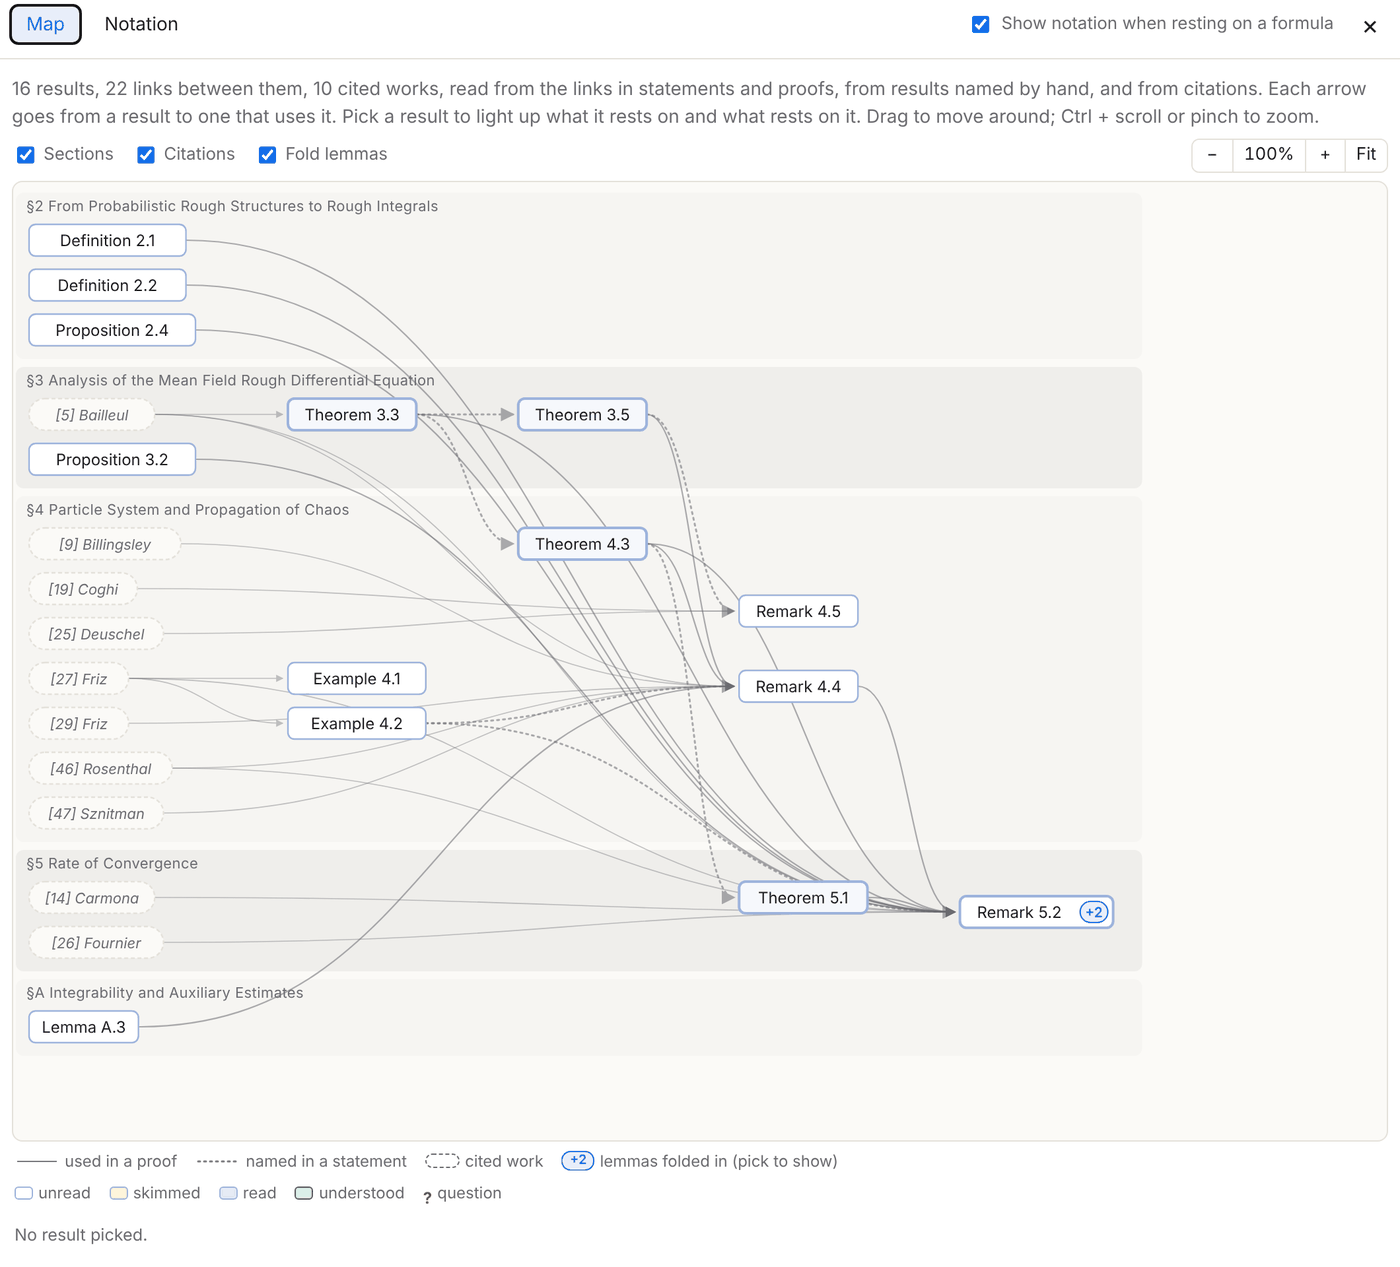 Map
Notation
Show notation when resting on a formula
×
16 results, 22 links between them, 10 cited works, read from the links in statements and proofs, from results named by hand, and from citations. Each arrow
goes from a result to one that uses it. Pick a result to light up what it rests on and what rests on it. Drag to move around; Ctrl + scroll or pinch to zoom.
Sections
Citations
Fold lemmas
−
100%
+
Fit
§2 From Probabilistic Rough Structures to Rough Integrals
Definition 2.1
Definition 2.2
Proposition 2.4
§3 Analysis of the Mean Field Rough Differential Equation
[5] Bailleul
Theorem 3.3
Theorem 3.5
Proposition 3.2
§4 Particle System and Propagation of Chaos
[9] Billingsley
Theorem 4.3
[19] Coghi
Remark 4.5
[25] Deuschel
[27] Friz
Example 4.1
Remark 4.4
[29] Friz
Example 4.2
[46] Rosenthal
[47] Sznitman
§5 Rate of Convergence
[14] Carmona
Theorem 5.1
Remark 5.2
+2
[26] Fournier
§A Integrability and Auxiliary Estimates
Lemma A.3
used in a proof
named in a statement
cited work
+2
lemmas folded in (pick to show)
unread
skimmed
read
understood
? question
No result picked.